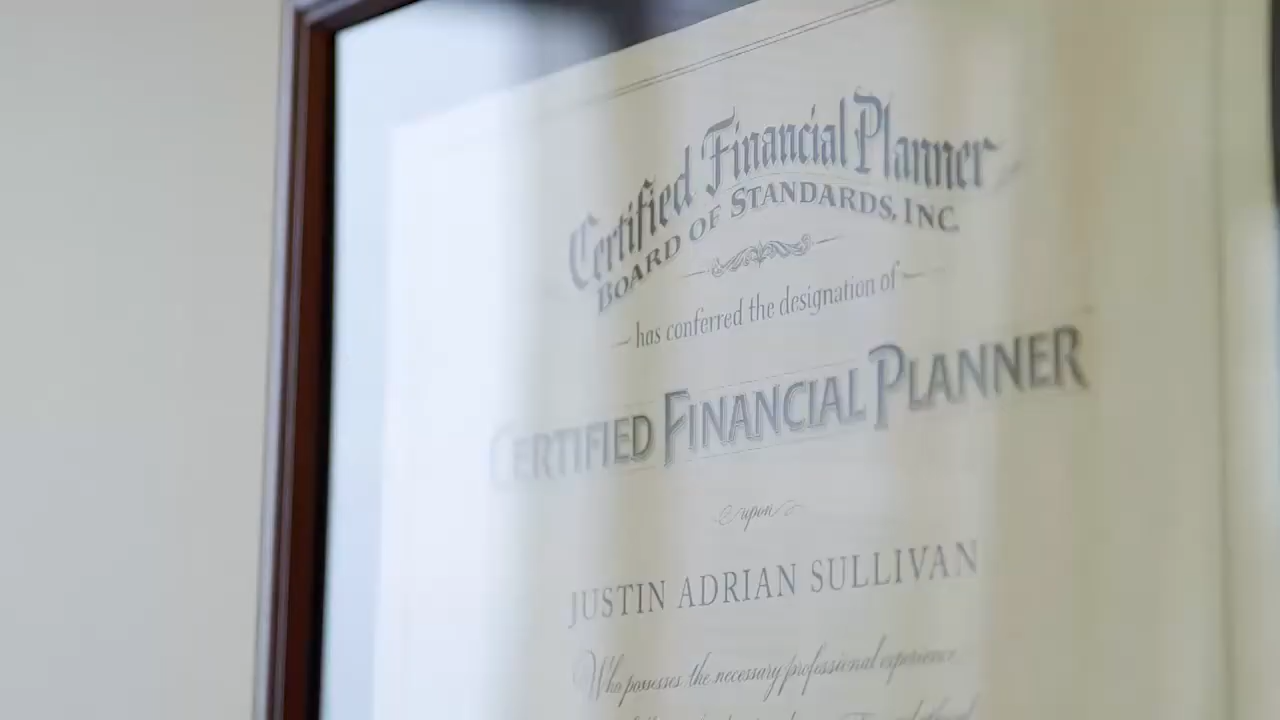 Certified Financial Planner
BOARD OF STANDARDS, INC.
has conferred the designation of
CERTIFIED FINANCIAL PLANNER
upon
JUSTIN ADRIAN SULLIVAN
Who possesses the necessary professional experience,